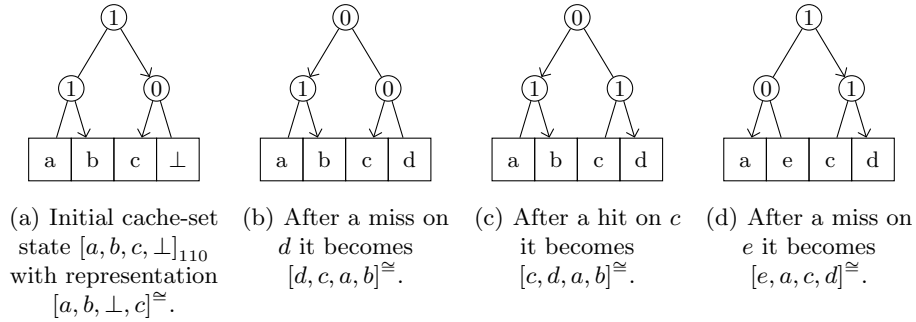 1
1
0
a b c ⊥
0
1
0
a b c d
0
1
1
a b c d
1
0
1
a e c d
(a) Initial cache-set
state [a, b, c, ⊥]₁₁₀
with representation
[a, b, ⊥, c]^≅.
(b) After a miss on
d it becomes
[d, c, a, b]^≅.
(c) After a hit on c
it becomes
[c, d, a, b]^≅.
(d) After a miss on
e it becomes
[e, a, c, d]^≅.